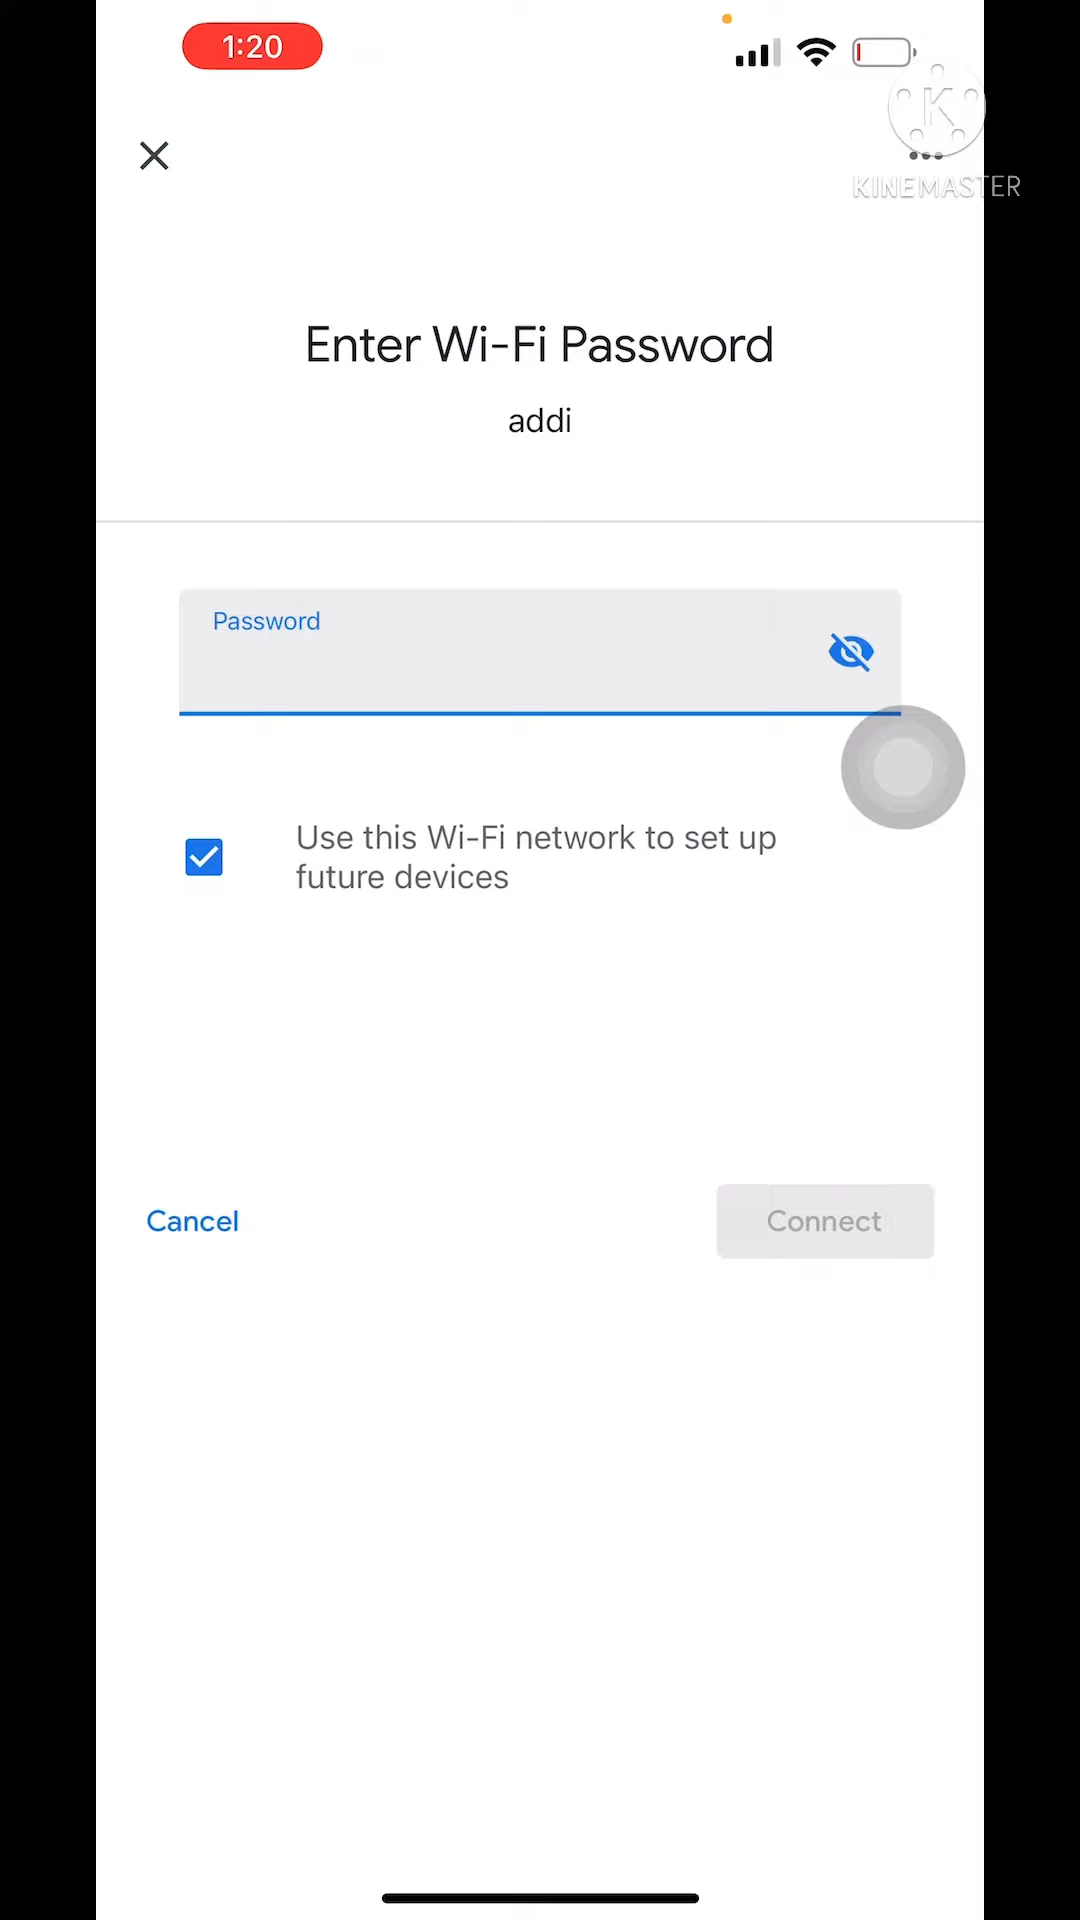 1:20
KINEMASTER
Enter Wi-Fi Password
addi
Password
Use this Wi-Fi network to set up
future devices
Cancel
Connect